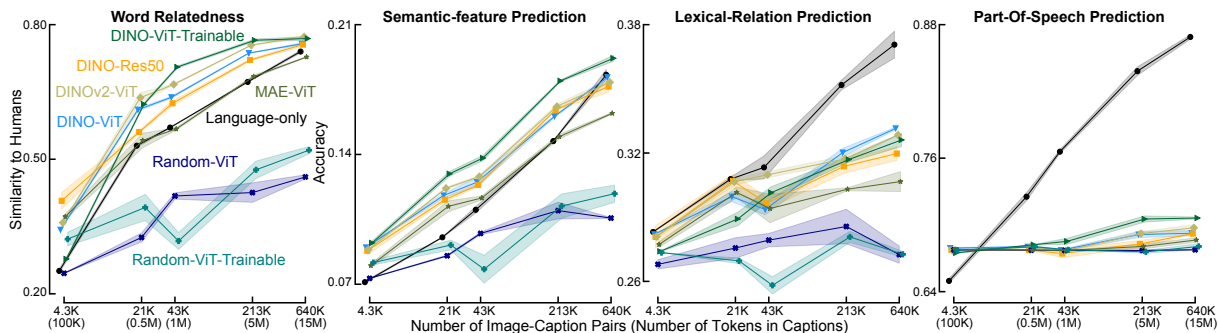 Word Relatedness
Semantic-feature Prediction
Lexical-Relation Prediction
Part-Of-Speech Prediction
Similarity to Humans
0.80
0.50
0.20
DINO-ViT-Trainable
DINO-Res50
DINOv2-ViT
MAE-ViT
DINO-ViT
Language-only
Random-ViT
Random-ViT-Trainable
4.3K 21K 43K 213K 640K
(100K) (0.5M) (1M) (5M) (15M)
Accuracy
0.21
0.14
0.07
4.3K 21K 43K 213K 640K
0.38
0.32
0.26
4.3K 21K 43K 213K 640K
0.88
0.76
0.64
4.3K 21K 43K 213K 640K
(100K) (0.5M) (1M) (5M) (15M)
Number of Image-Caption Pairs (Number of Tokens in Captions)